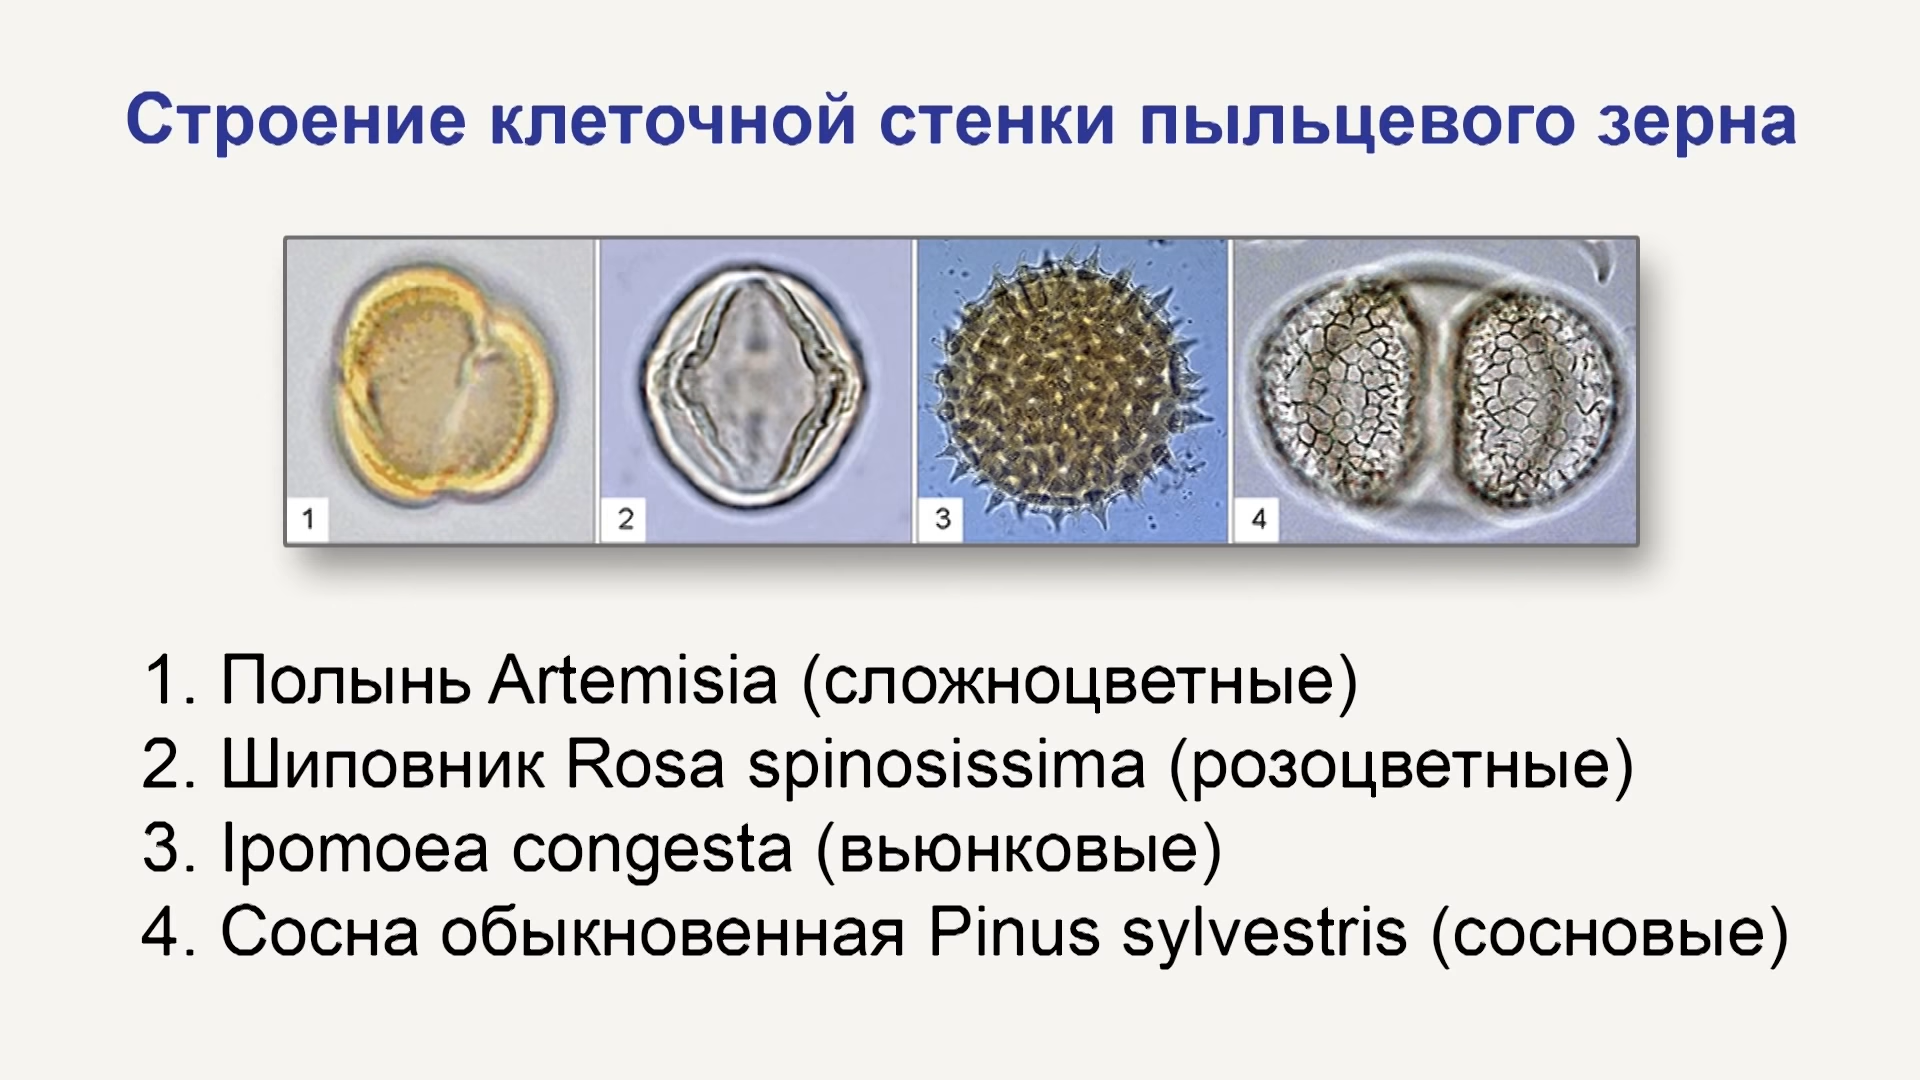 Строение клеточной стенки пыльцевого зерна
1 2 3 4
1. Полынь Artemisia (сложноцветные)
2. Шиповник Rosa spinosissima (розоцветные)
3. Ipomoea congesta (вьюнковые)
4. Сосна обыкновенная Pinus sylvestris (сосновые)